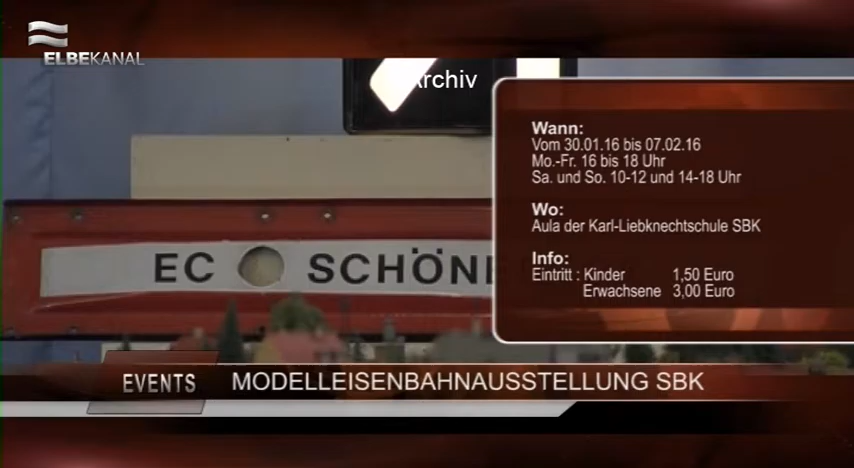 ELBEKANAL
Archiv
Wann:
Vom 30.01.16 bis 07.02.16
Mo.-Fr. 16 bis 18 Uhr
Sa. und So. 10-12 und 14-18 Uhr
Wo:
Aula der Karl-Liebknechtschule SBK
Info:
Eintritt : Kinder 1,50 Euro
Erwachsene 3,00 Euro
EC SCHÖNE
EVENTS MODELLEISENBAHNAUSSTELLUNG SBK